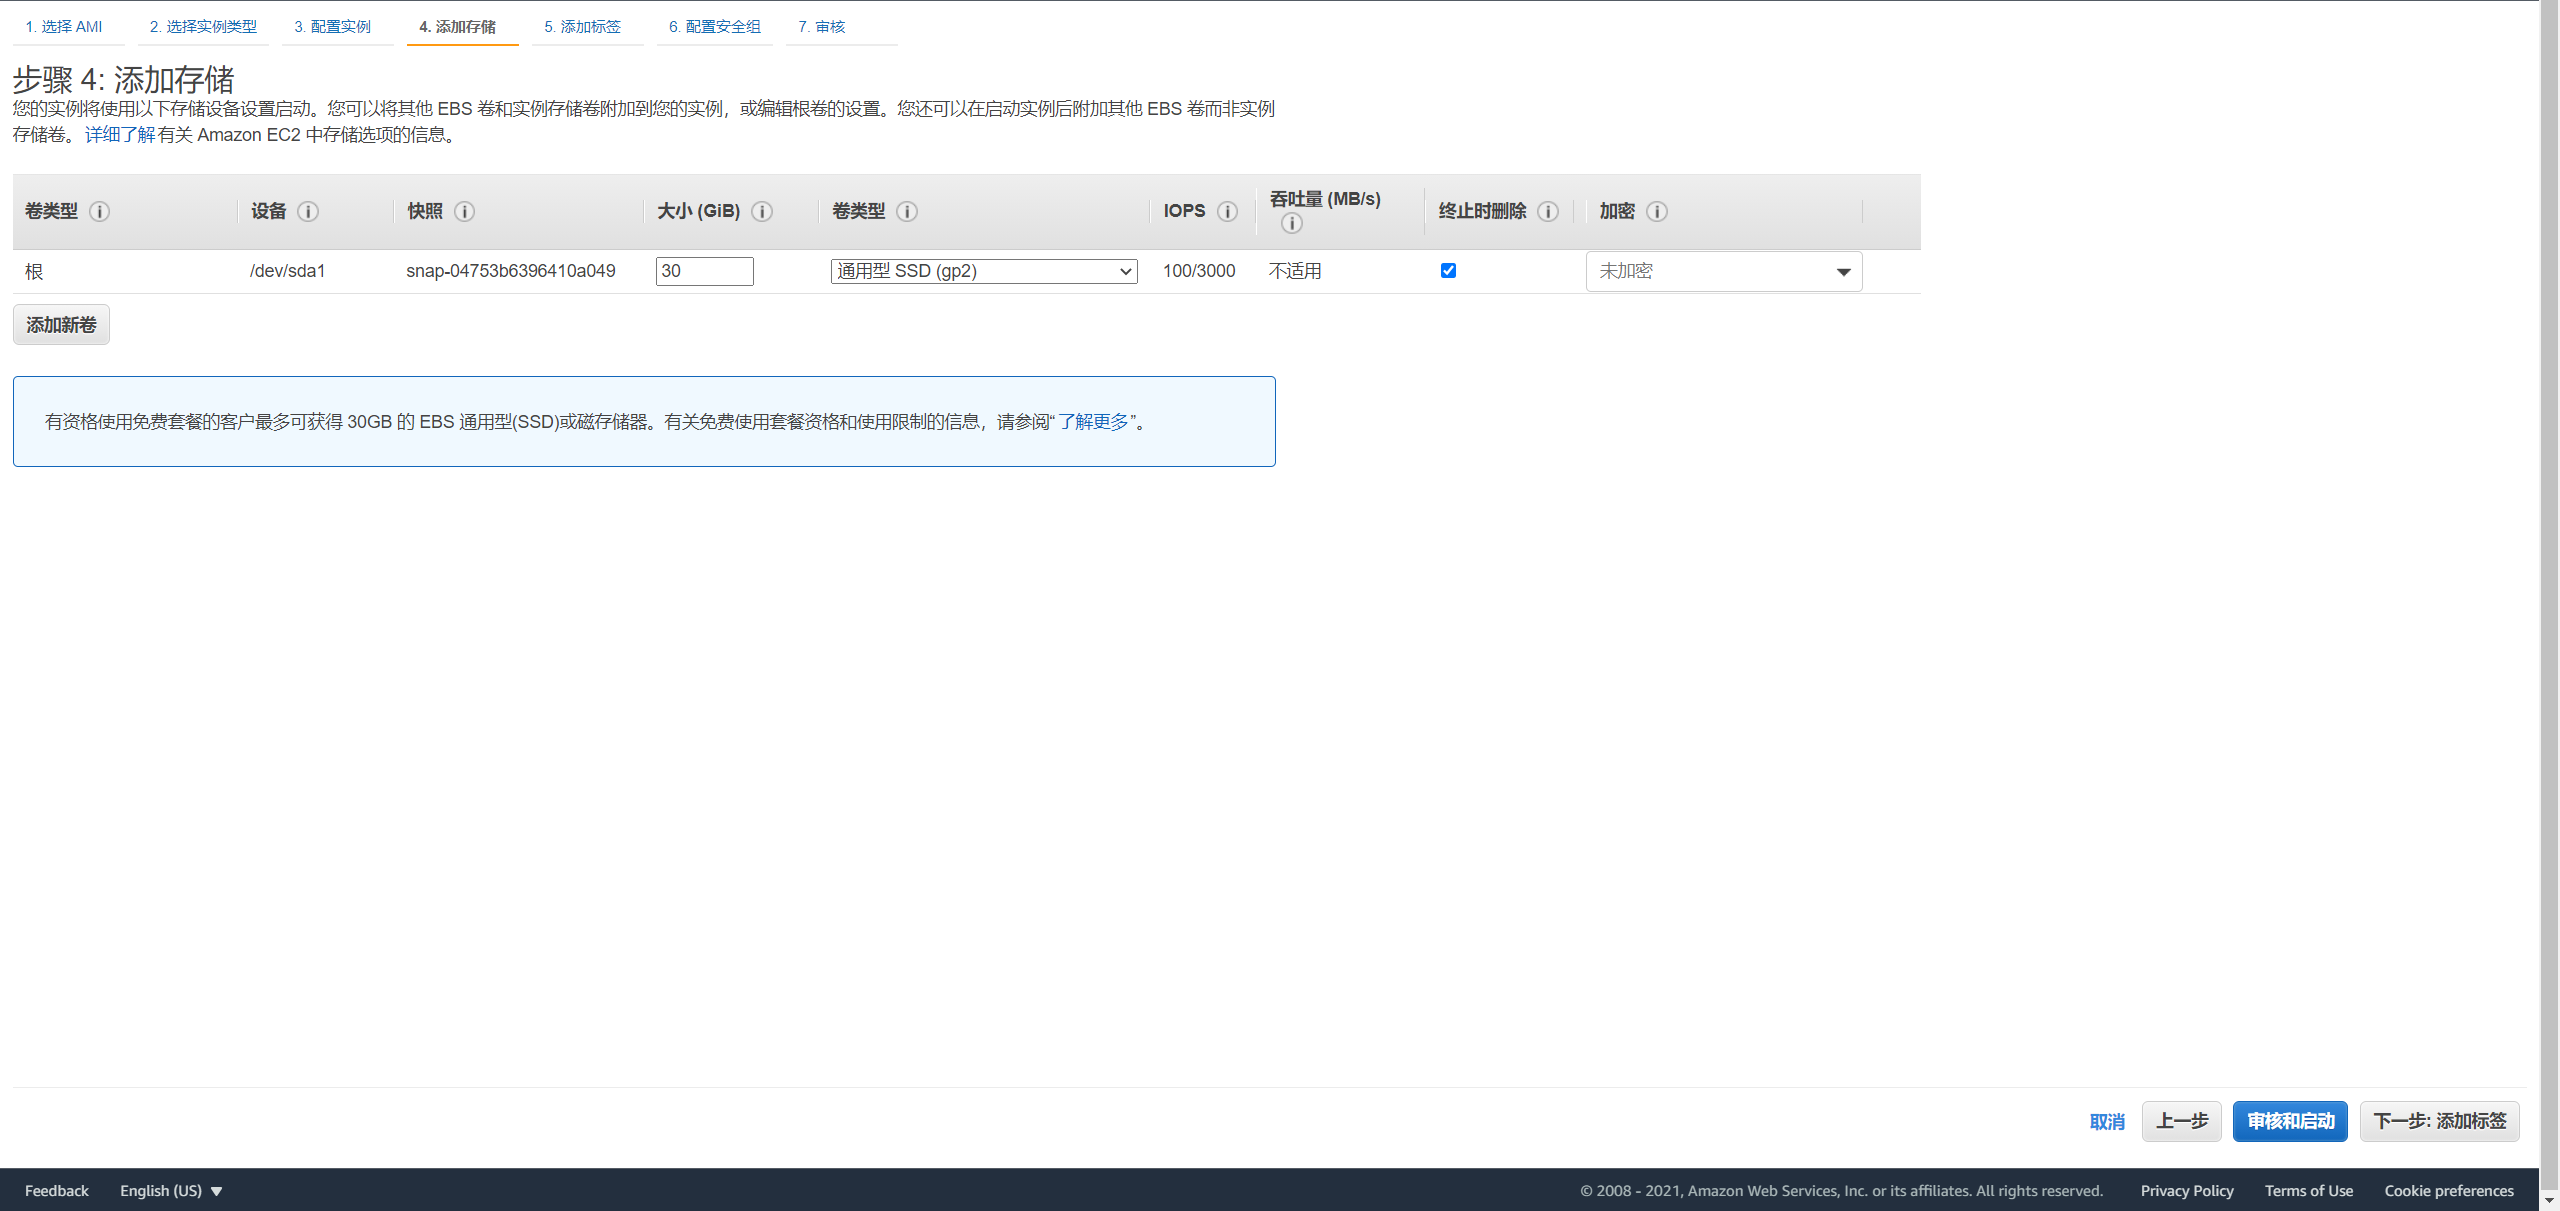 1. 选择 AMI 2. 选择实例类型 3. 配置实例 4. 添加存储 5. 添加标签 6. 配置安全组 7. 审核
步骤 4: 添加存储
您的实例将使用以下存储设备设置启动。您可以将其他 EBS 卷和实例存储卷附加到您的实例，或编辑根卷的设置。您还可以在启动实例后附加其他 EBS 卷而非实例
存储卷。 详细了解 有关 Amazon EC2 中存储选项的信息。
卷类型 设备 快照 大小 (GiB) 卷类型 IOPS 吞吐量 (MB/s) 终止时删除 加密
根 /dev/sda1 snap-04753b6396410a049 30 通用型 SSD (gp2) 100/3000 不适用 未加密
添加新卷
有资格使用免费套餐的客户最多可获得 30GB 的 EBS 通用型(SSD)或磁存储器。有关免费使用套餐资格和使用限制的信息，请参阅“了解更多”。
取消 上一步 审核和启动 下一步: 添加标签
Feedback English (US) © 2008 - 2021, Amazon Web Services, Inc. or its affiliates. All rights reserved. Privacy Policy Terms of Use Cookie preferences